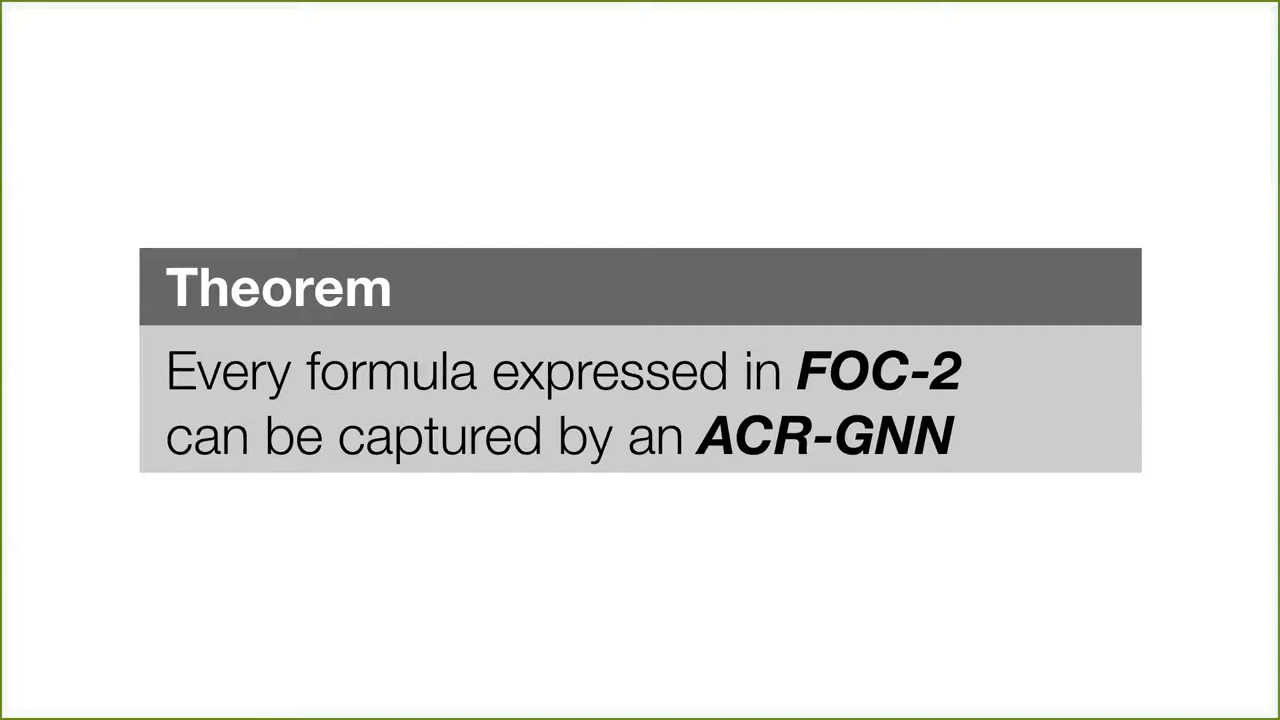 Theorem
Every formula expressed in FOC-2
can be captured by an ACR-GNN